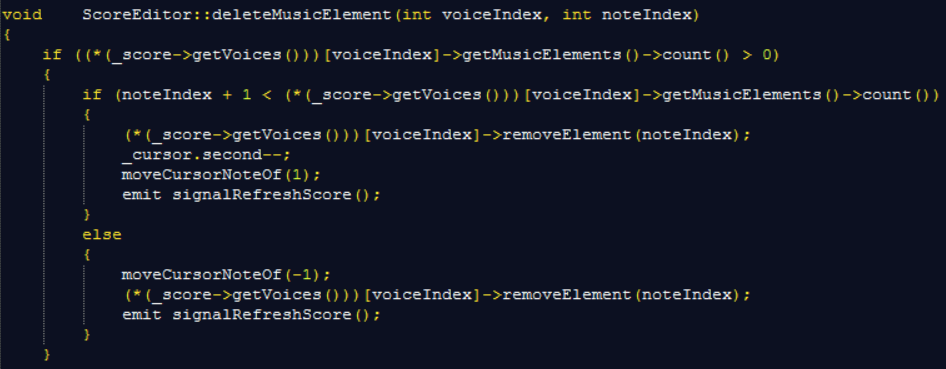 void    ScoreEditor::deleteMusicElement(int voiceIndex, int noteIndex)
{
    if ((*(_score->getVoices()))[voiceIndex]->getMusicElements()->count() > 0)
    {
        if (noteIndex + 1 < (*(_score->getVoices()))[voiceIndex]->getMusicElements()->count())
        {
            (*(_score->getVoices()))[voiceIndex]->removeElement(noteIndex);
            _cursor.second--;
            moveCursorNoteOf(1);
            emit signalRefreshScore();
        }
        else
        {
            moveCursorNoteOf(-1);
            (*(_score->getVoices()))[voiceIndex]->removeElement(noteIndex);
            emit signalRefreshScore();
        }
    }